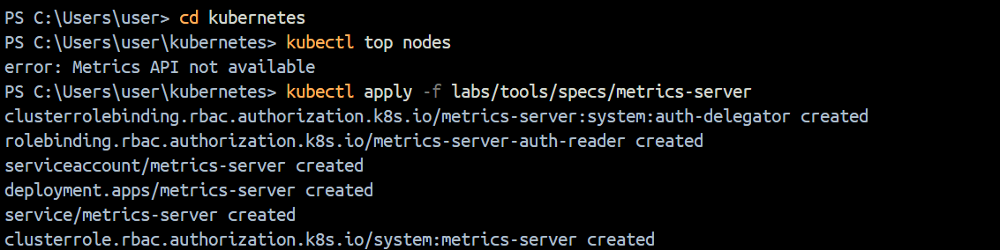 PS C:\Users\user> cd kubernetes
PS C:\Users\user\kubernetes> kubectl top nodes
error: Metrics API not available
PS C:\Users\user\kubernetes> kubectl apply -f labs/tools/specs/metrics-server
clusterrolebinding.rbac.authorization.k8s.io/metrics-server:system:auth-delegator created
rolebinding.rbac.authorization.k8s.io/metrics-server-auth-reader created
serviceaccount/metrics-server created
deployment.apps/metrics-server created
service/metrics-server created
clusterrole.rbac.authorization.k8s.io/system:metrics-server created